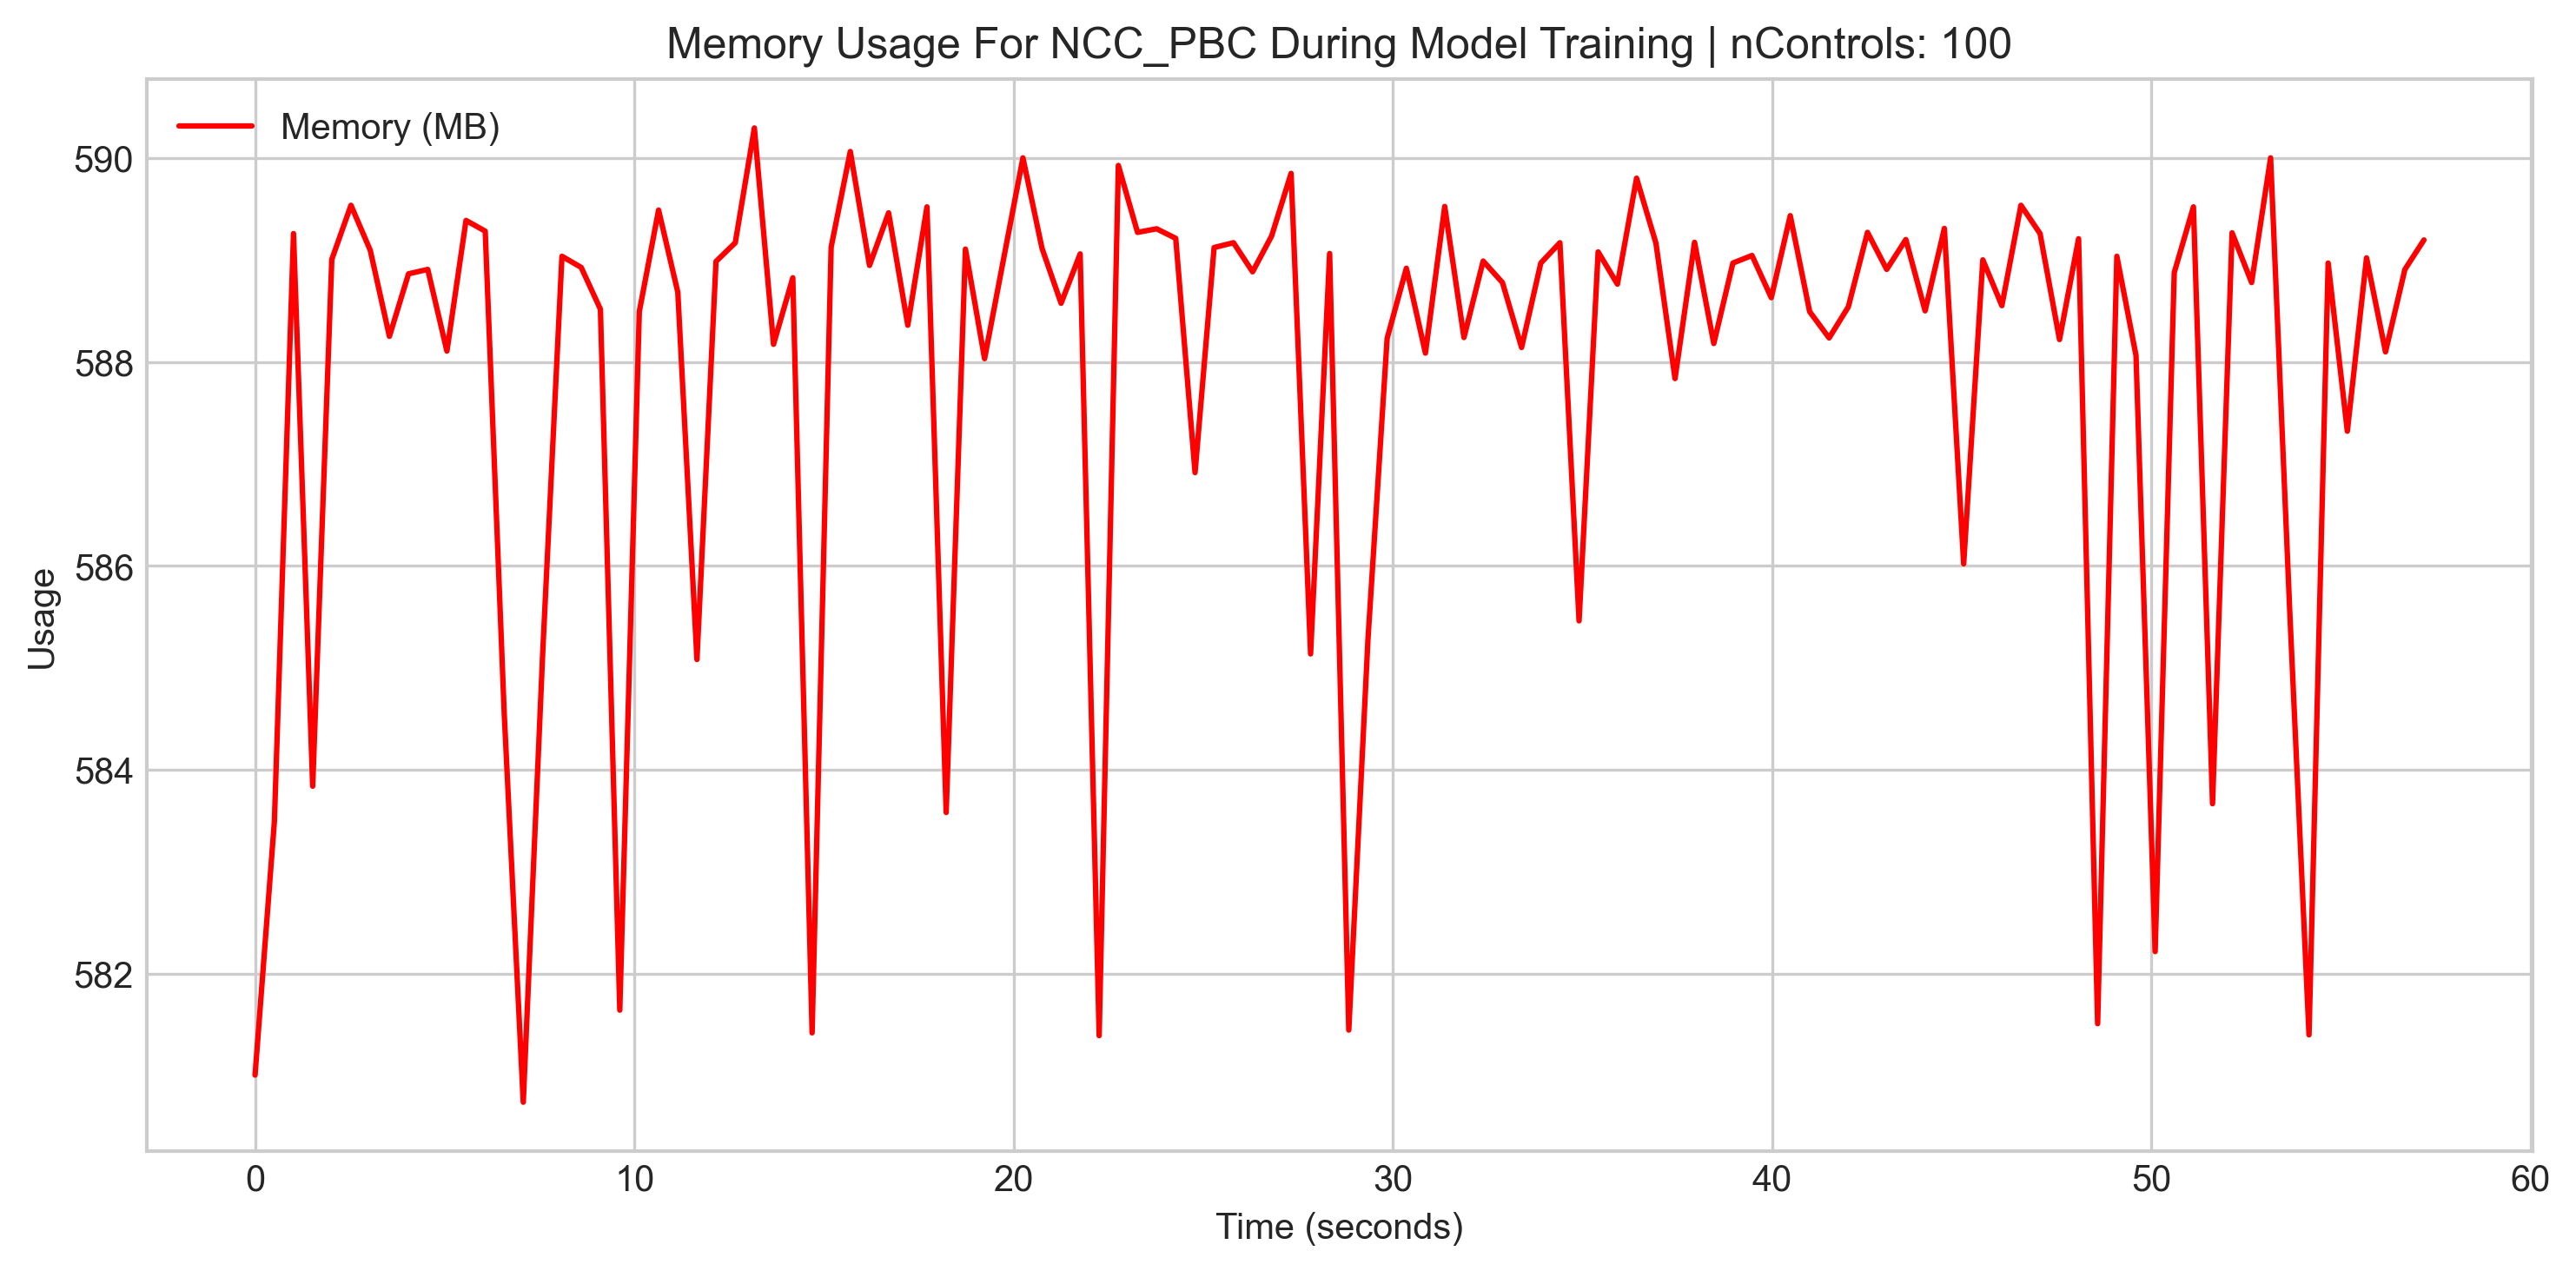 Memory Usage For NCC_PBC During Model Training | nControls: 100
Memory (MB)
590
588
586
584
582
Usage
0 10 20 30 40 50 60
Time (seconds)